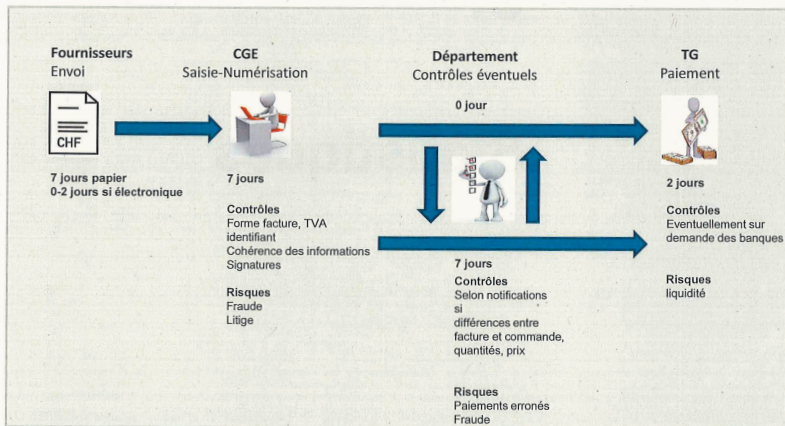 Fournisseurs
Envoi
CHF
7 jours papier
0-2 jours si électronique
CGE
Saisie-Numérisation
7 jours
Contrôles
Forme facture, TVA
identifiant
Cohérence des informations
Signatures
Risques
Fraude
Litige
Département
Contrôles éventuels
0 jour
7 jours
Contrôles
Selon notifications
si
différences entre
facture et commande,
quantités, prix
Risques
Paiements erronés
Fraude
TG
Paiement
2 jours
Contrôles
Eventuellement sur
demande des banques
Risques
liquidité